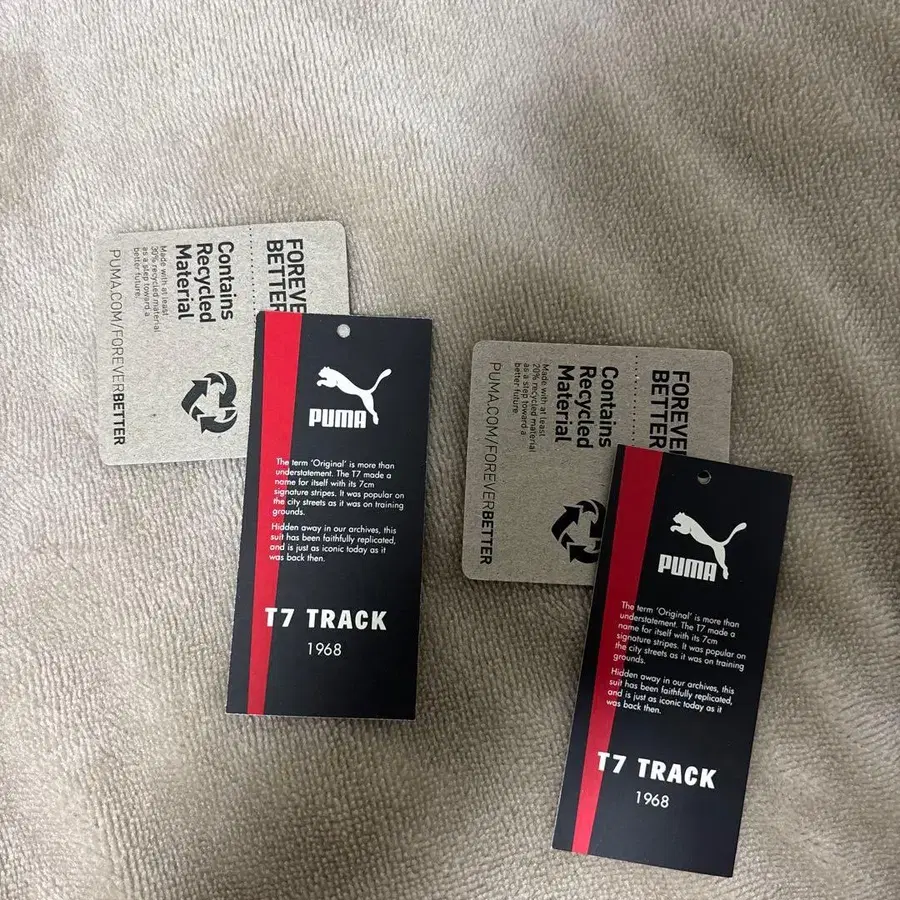 FOREVE
BETTER
Contains
Recycled
Material
Made with at least
30% recycled material
as a step toward a
better future.
PUMA.COM/FOREVERBETTER
PUMA
The term 'Original' is more than
understatement. The T7 made a
name for itself with its 7cm
signature stripes. It was popular on
the city streets as it was on training
grounds.
Hidden away in our archives, this
suit has been faithfully replicated,
and is just as iconic today as it
was back then.
T7 TRACK
1968
FOREVE
BETTER
Contains
Recycled
Material
Made with at least
20% recycled material
as a step toward a
better future.
PUMA.COM/FOREVERBETTER
PUMA
The term 'Original' is more than
understatement. The T7 made a
name for itself with its 7cm
signature stripes. It was popular on
the city streets as it was on training
grounds.
Hidden away in our archives, this
suit has been faithfully replicated,
and is just as iconic today as it
was back then.
T7 TRACK
1968